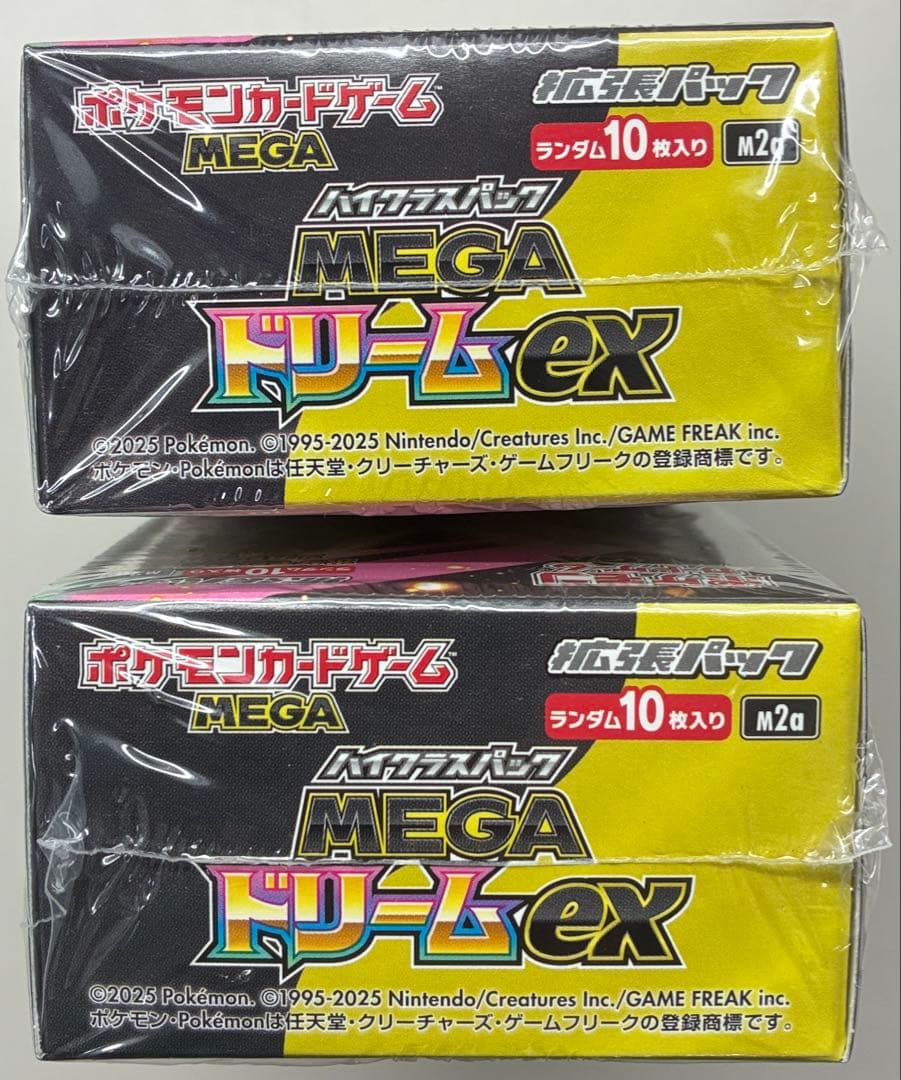 ポケモンカードゲーム™
MEGA
拡張パック
ランダム10枚入り
M2a
ハイクラスパック
MEGA
ドリームex
©2025 Pokémon. ©1995-2025 Nintendo/Creatures Inc./GAME FREAK inc.
ポケモン・Pokémonは任天堂・クリーチャーズ・ゲームフリークの登録商標です。
ポケモンカードゲーム™
MEGA
拡張パック
ランダム10枚入り
M2a
ハイクラスパック
MEGA
ドリームex
©2025 Pokémon. ©1995-2025 Nintendo/Creatures Inc./GAME FREAK inc.
ポケモン・Pokémonは任天堂・クリーチャーズ・ゲームフリークの登録商標です。